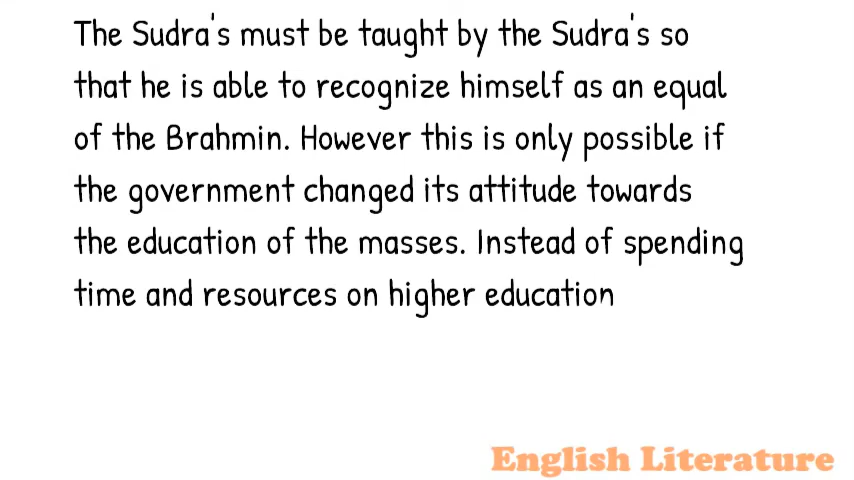 The Sudra's must be taught by the Sudra's so
that he is able to recognize himself as an equal
of the Brahmin. However this is only possible if
the government changed its attitude towards
the education of the masses. Instead of spending
time and resources on higher education
English Literature